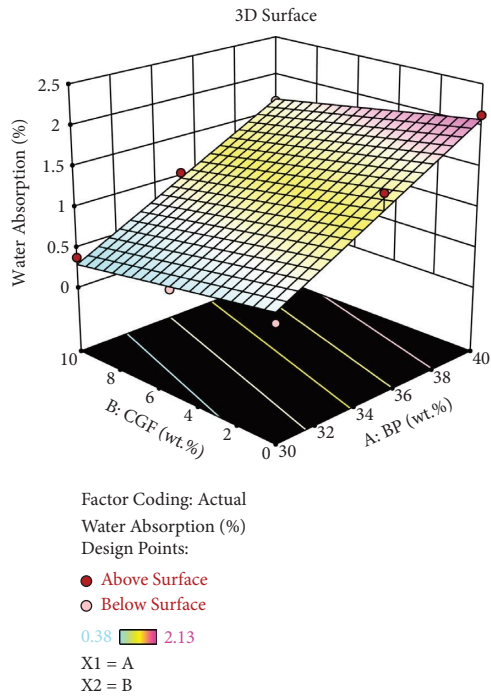 3D Surface
2.5
2
1.5
1
0.5
0
Water Absorption (%)
10
8
6
4
2
0
B: CGF (wt.%)
30
32
34
36
38
40
A: BP (wt.%)
Factor Coding: Actual
Water Absorption (%)
Design Points:
Above Surface
Below Surface
0.38 2.13
X1 = A
X2 = B